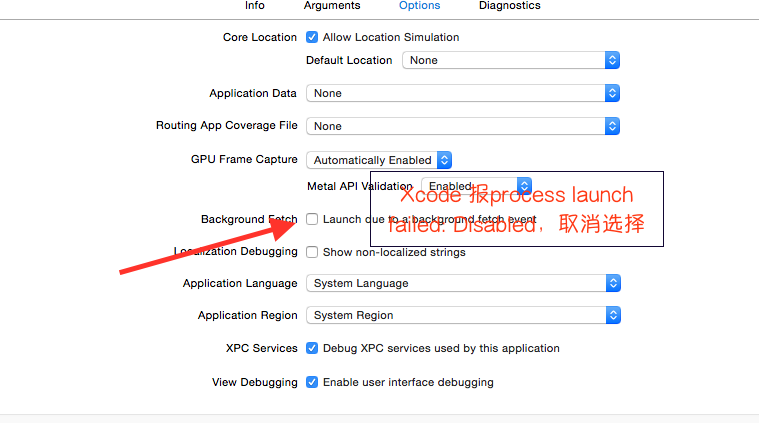 Info Arguments Options Diagnostics
Core Location Allow Location Simulation
Default Location None
Application Data None
Routing App Coverage File None
GPU Frame Capture Automatically Enabled
Metal API Validation Enabled
Xcode 报process launch
failed: Disabled，取消选择
Background Fetch Launch due to a background fetch event
Localization Debugging Show non-localized strings
Application Language System Language
Application Region System Region
XPC Services Debug XPC services used by this application
View Debugging Enable user interface debugging